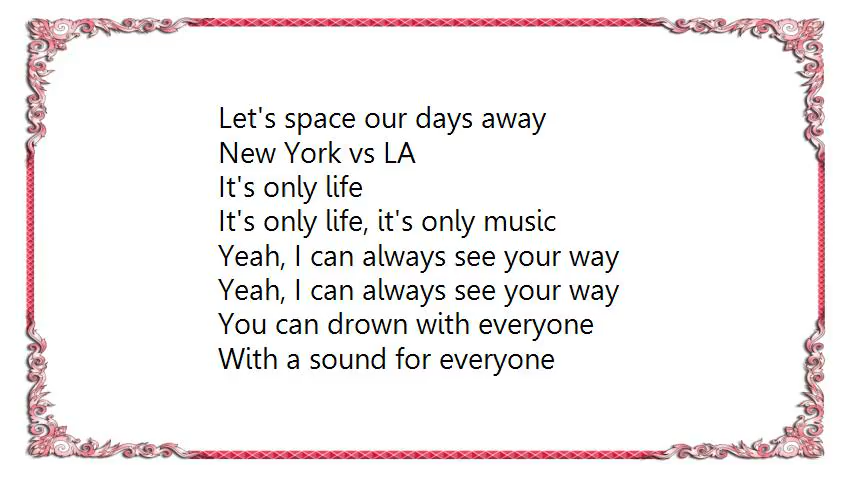 Let's space our days away
New York vs LA
It's only life
It's only life, it's only music
Yeah, I can always see your way
Yeah, I can always see your way
You can drown with everyone
With a sound for everyone